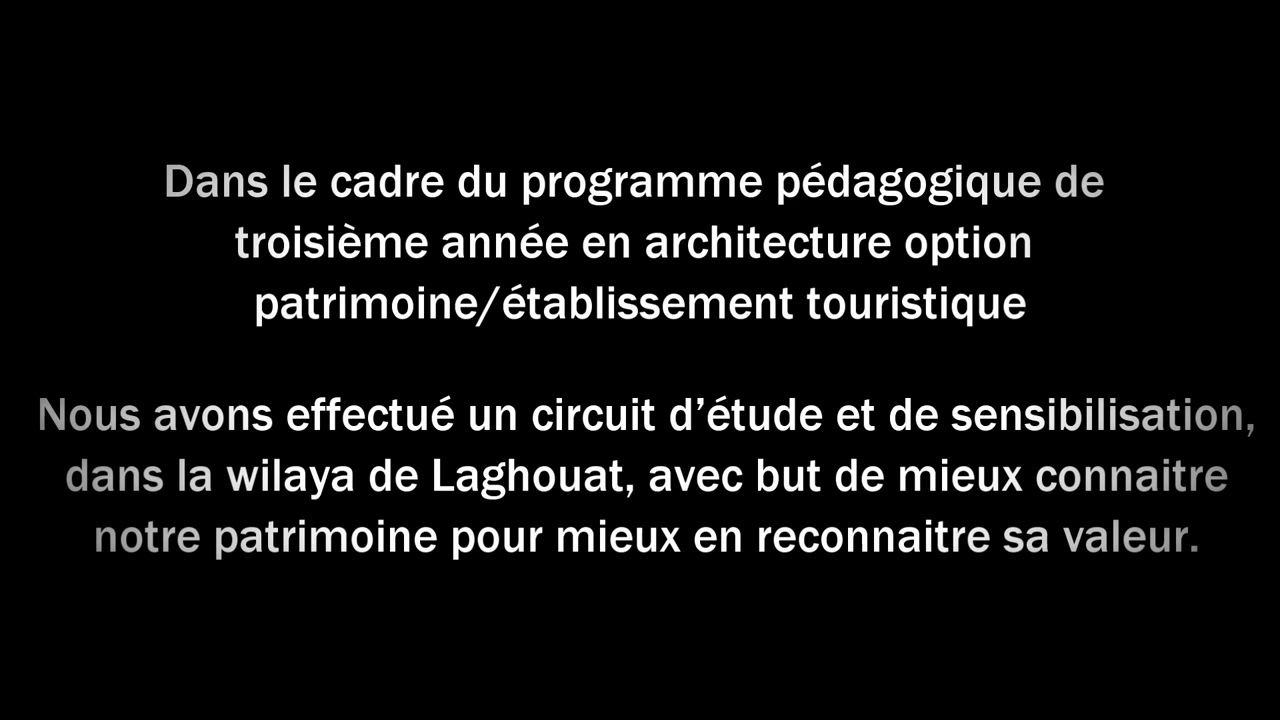 Dans le cadre du programme pédagogique de
troisième année en architecture option
patrimoine/établissement touristique
Nous avons effectué un circuit d’étude et de sensibilisation,
dans la wilaya de Laghouat, avec but de mieux connaitre
notre patrimoine pour mieux en reconnaitre sa valeur.